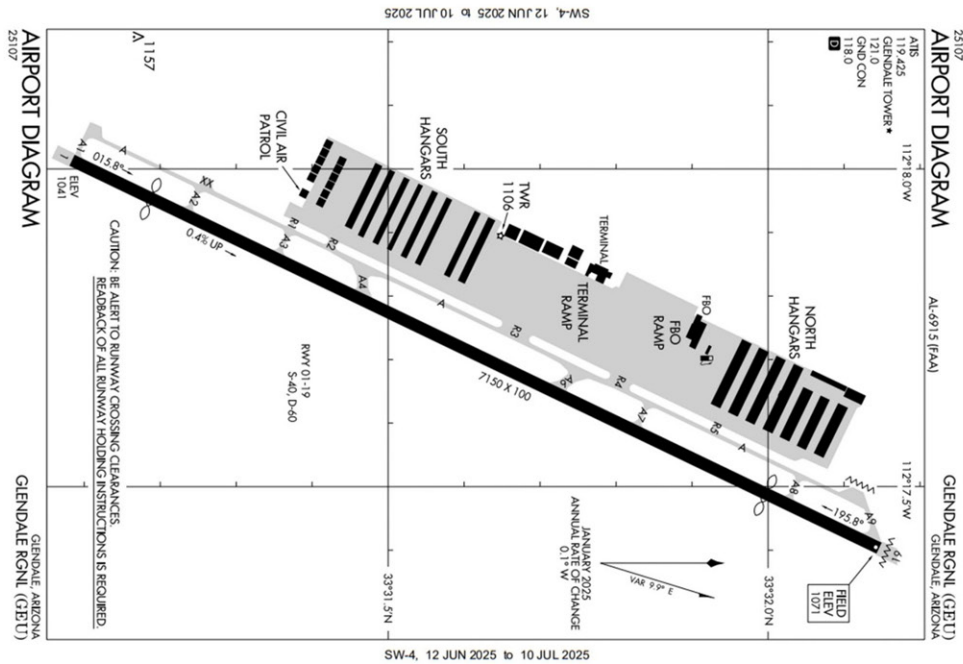 SW-4, 12 JUN 2025 to 10 JUL 2025
25107
AIRPORT DIAGRAM
AL-6915 (FAA)
GLENDALE RGNL (GEU)
GLENDALE, ARIZONA
ATIS
119.425
GLENDALE TOWER★
121.0
GND CON
118.0
D
112°18.0'W
112°17.5'W
NORTH
HANGARS
FBO
FBO
RAMP
TERMINAL
TERMINAL
RAMP
TWR
1106
SOUTH
HANGARS
CIVIL AIR
PATROL
1157
19
A9
195.8°
A8
A
R5
A7
R4
A6
R3
A
A4
R2
R1
A3
XX
A2
A
A1
015.8°
1
ELEV
1041
0.4% UP
7150 X 100
FIELD
ELEV
1071
33°32.0'N
33°31.5'N
VAR 9.9° E
JANUARY 2025
ANNUAL RATE OF CHANGE
0.1° W
RWY 01-19
S-40, D-60
CAUTION: BE ALERT TO RUNWAY CROSSING CLEARANCES.
READBACK OF ALL RUNWAY HOLDING INSTRUCTIONS IS REQUIRED.
AIRPORT DIAGRAM
25107
GLENDALE, ARIZONA
GLENDALE RGNL (GEU)
SW-4, 12 JUN 2025 to 10 JUL 2025